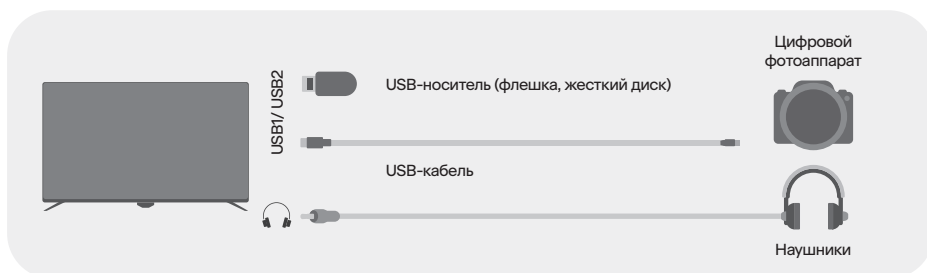 Цифровой
фотоаппарат
USB1/ USB2
USB-носитель (флешка, жесткий диск)
USB-кабель
Наушники